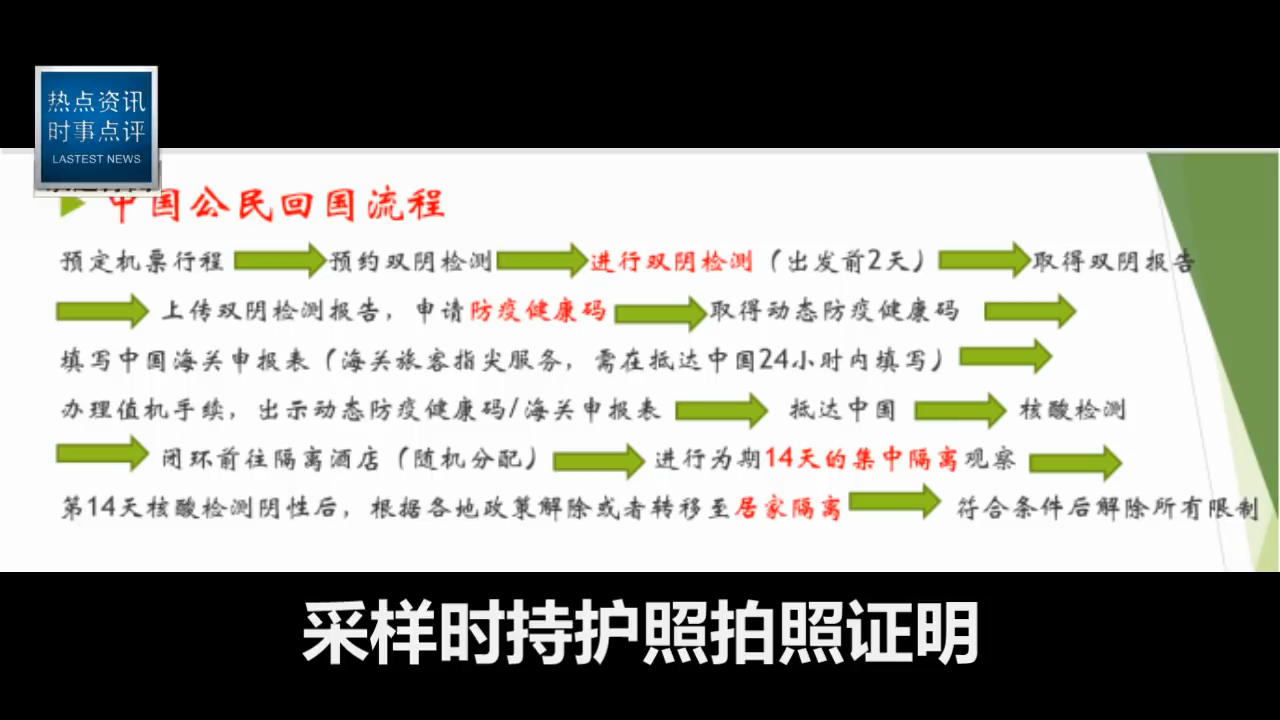 热点资讯
时事点评
LASTEST NEWS
中国公民回国流程
预定机票行程 预约双阴检测 进行双阴检测（出发前2天） 取得双阴报告
上传双阴检测报告，申请防疫健康码 取得动态防疫健康码
填写中国海关申报表（海关旅客指尖服务，需在抵达中国24小时内填写）
办理值机手续，出示动态防疫健康码/海关申报表 抵达中国 核酸检测
闭环前往隔离酒店（随机分配） 进行为期14天的集中隔离观察
第14天核酸检测阴性后，根据各地政策解除或者转移至居家隔离 符合条件后解除所有限制
采样时持护照拍照证明